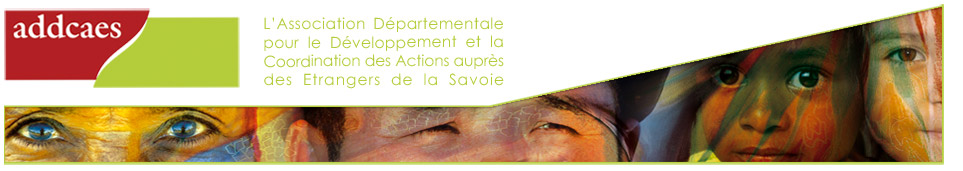 addcaes
L'Association Départementale
pour le Développement et la
Coordination des Actions auprès
des Etrangers de la Savoie